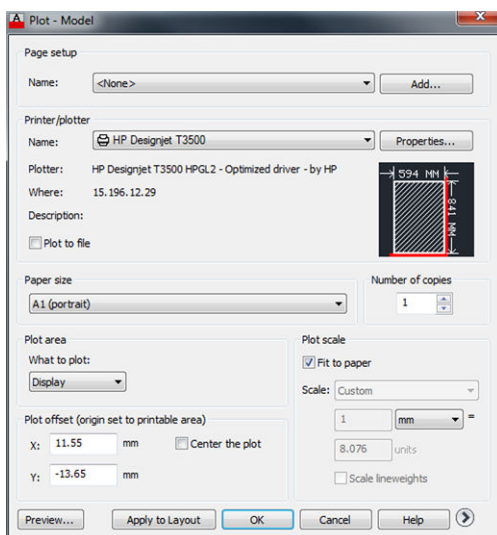 Plot - Model
Page setup
Name: <None> Add...
Printer/plotter
Name: HP Designjet T3500 Properties...
Plotter: HP Designjet T3500 HPGL2 - Optimized driver - by HP
Where: 15.196.12.29
Description:
Plot to file
594 MM
841 MM
Paper size
A1 (portrait)
Number of copies
1
Plot area
What to plot:
Display
Plot scale
Fit to paper
Scale: Custom
1 mm =
8.076 units
Scale lineweights
Plot offset (origin set to printable area)
X: 11.55 mm Center the plot
Y: -13.65 mm
Preview... Apply to Layout OK Cancel Help